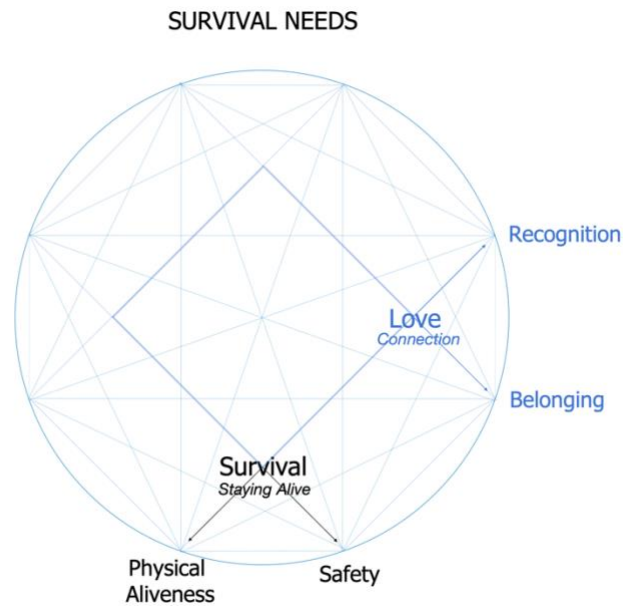 SURVIVAL NEEDS
Recognition
Love
Connection
Belonging
Survival
Staying Alive
Physical
Aliveness
Safety